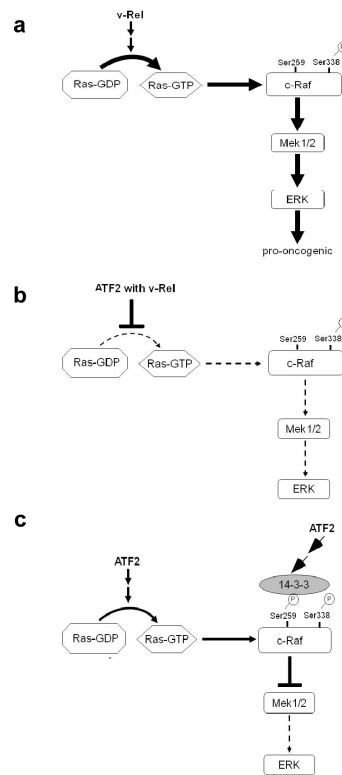 a
v-Rel
Ser259 Ser338 P
Ras-GDP Ras-GTP c-Raf
Mek1/2
ERK
pro-oncogenic
b
ATF2 with v-Rel
Ser259 Ser338
Ras-GDP Ras-GTP c-Raf
Mek1/2
ERK
c
ATF2
ATF2
14-3-3
P P
Ser259 Ser338
Ras-GDP Ras-GTP c-Raf
Mek1/2
ERK